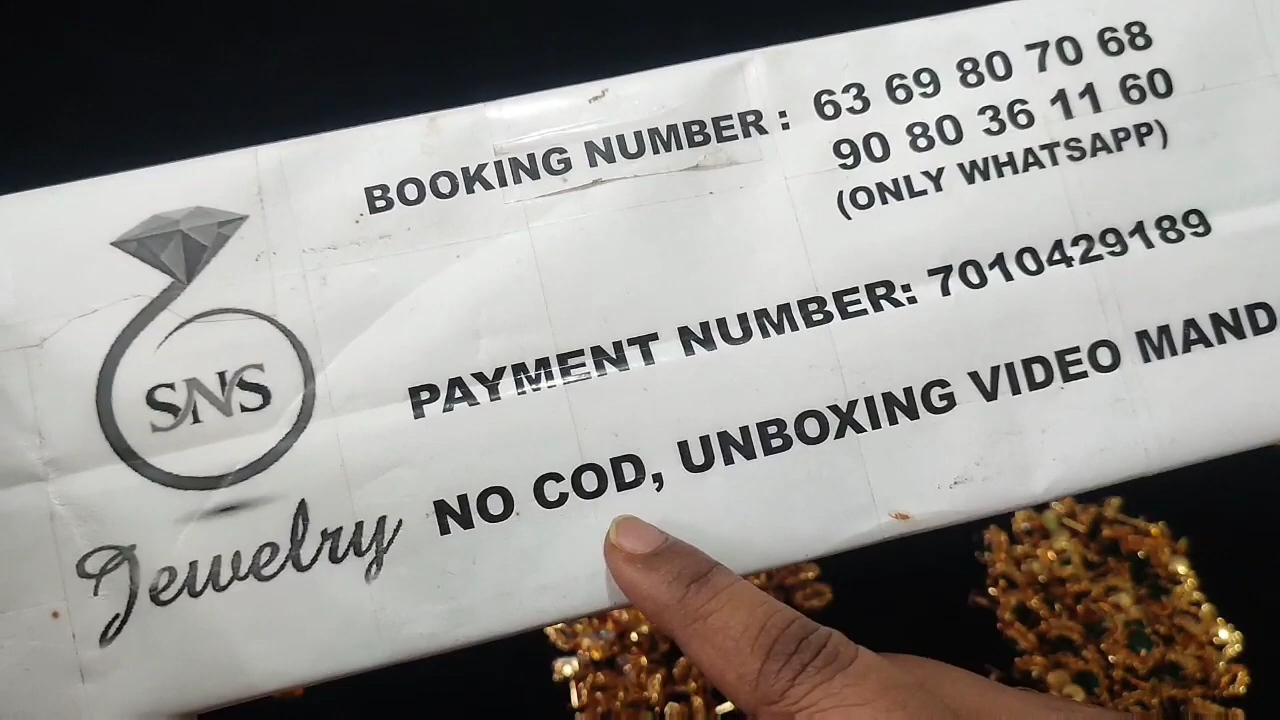 BOOKING NUMBER : 63 69 80 70 68
90 80 36 11 60
(ONLY WHATSAPP)
PAYMENT NUMBER: 7010429189
NO COD, UNBOXING VIDEO MAND
SNS
Jewelry